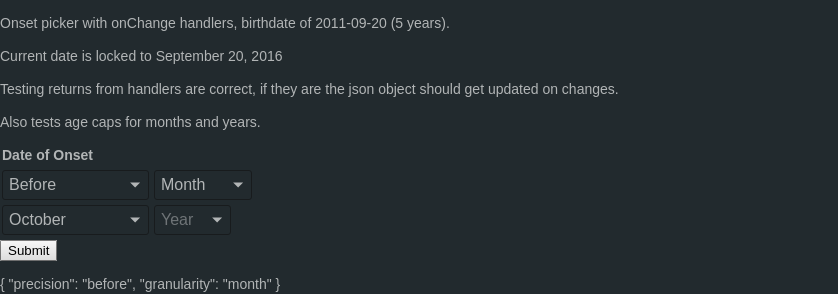 Onset picker with onChange handlers, birthdate of 2011-09-20 (5 years).
Current date is locked to September 20, 2016
Testing returns from handlers are correct, if they are the json object should get updated on changes.
Also tests age caps for months and years.
Date of Onset
Before Month
October Year
Submit
{ "precision": "before", "granularity": "month" }